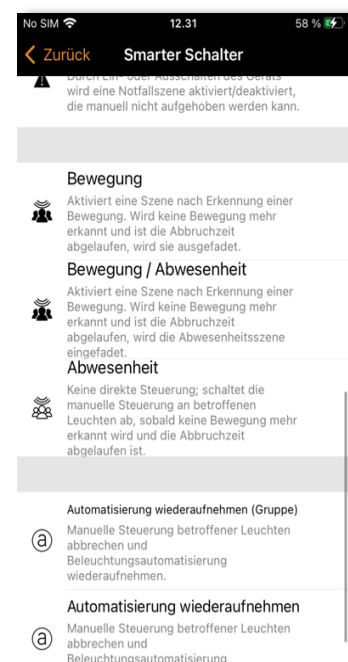 No SIM 12.31 58 %
Zurück Smarter Schalter
Durch Ein- oder Ausschalten des Geräts
wird eine Notfallszene aktiviert/deaktiviert,
die manuell nicht aufgehoben werden kann.
Bewegung
Aktiviert eine Szene nach Erkennung einer
Bewegung. Wird keine Bewegung mehr
erkannt und ist die Abbruchzeit
abgelaufen, wird sie ausgefadet.
Bewegung / Abwesenheit
Aktiviert eine Szene nach Erkennung einer
Bewegung. Wird keine Bewegung mehr
erkannt und ist die Abbruchzeit
abgelaufen, wird die Abwesenheitsszene
eingefadet.
Abwesenheit
Keine direkte Steuerung; schaltet die
manuelle Steuerung an betroffenen
Leuchten ab, sobald keine Bewegung mehr
erkannt wird und die Abbruchzeit
abgelaufen ist.
Automatisierung wiederaufnehmen (Gruppe)
a Manuelle Steuerung betroffener Leuchten
abbrechen und
Beleuchtungsautomatisierung
wiederaufnehmen.
Automatisierung wiederaufnehmen
a Manuelle Steuerung betroffener Leuchten
abbrechen und
Beleuchtungsautomatisierung